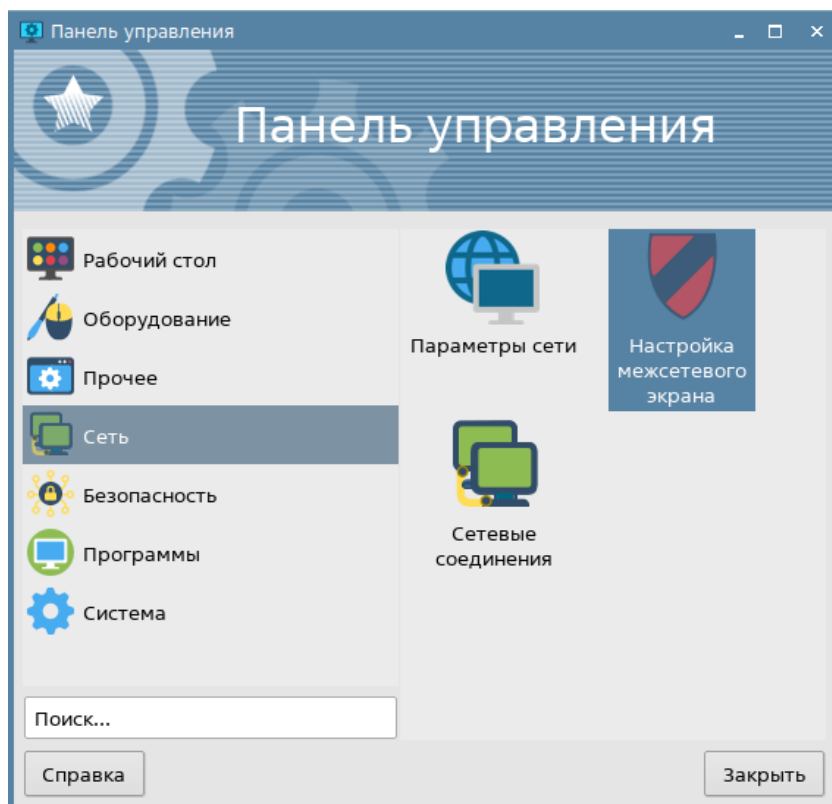 Панель управления
Панель управления
Рабочий стол
Оборудование
Прочее
Сеть
Безопасность
Программы
Система
Параметры сети
Настройка
межсетевого
экрана
Сетевые
соединения
Поиск...
Справка
Закрыть